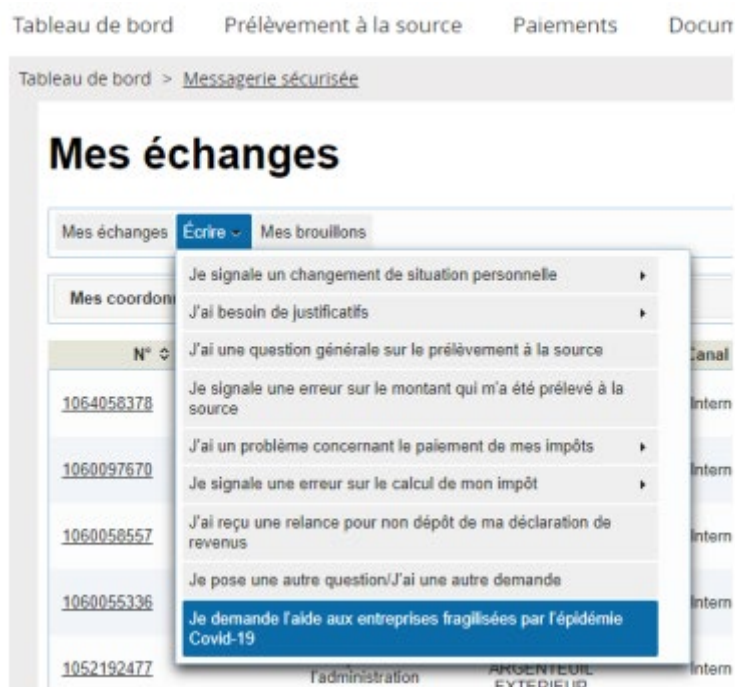 Tableau de bord Prélèvement à la source Paiements Docum
Tableau de bord > Messagerie sécurisée
Mes échanges
Mes échanges Écrire Mes brouillons
Je signale un changement de situation personnelle
Mes coordon
J'ai besoin de justificatifs
N° J'ai une question générale sur le prélèvement à la source Canal
Je signale une erreur sur le montant qui m'a été prélevé à la
1064058378 source Intern
J'ai un problème concernant le paiement de mes impôts
1060097670 Intern
Je signale une erreur sur le calcul de mon impôt
J'ai reçu une relance pour non dépôt de ma déclaration de
1060058557 revenus Intern
Je pose une autre question/J'ai une autre demande
1060055336 Intern
Je demande l'aide aux entreprises fragilisées par l'épidémie
Covid-19
1052192477 l'administration ARGENTEUIL Intern
EXTERIEUR